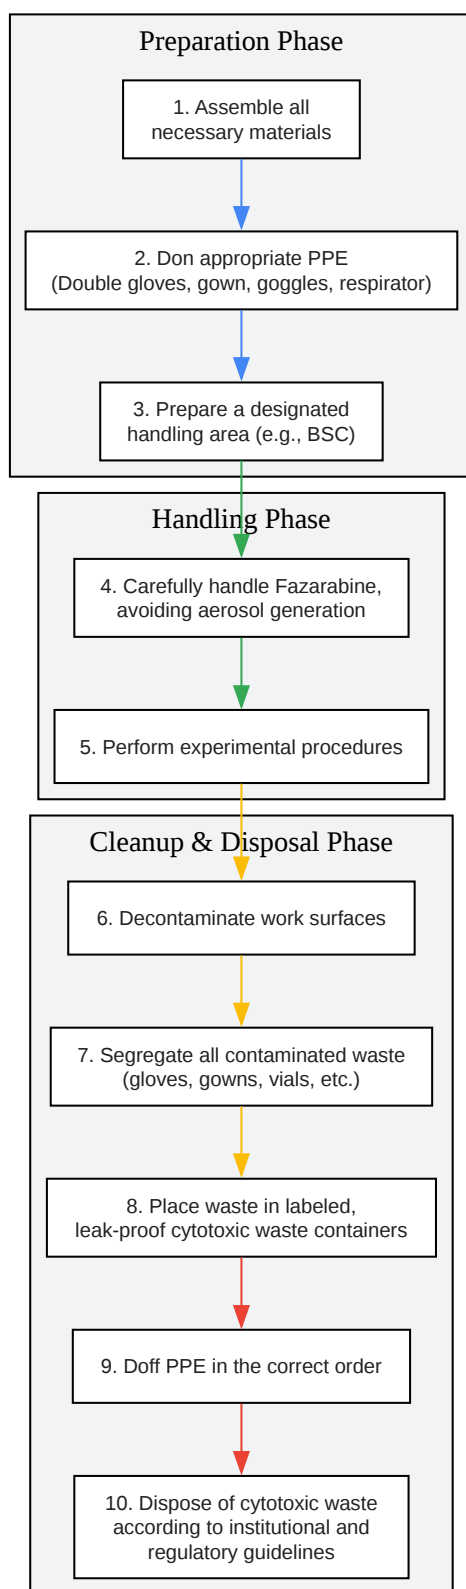 Preparation Phase
1. Assemble all
necessary materials
2. Don appropriate PPE
(Double gloves, gown, goggles, respirator)
3. Prepare a designated
handling area (e.g., BSC)
Handling Phase
4. Carefully handle Fazarabine,
avoiding aerosol generation
5. Perform experimental procedures
Cleanup & Disposal Phase
6. Decontaminate work surfaces
7. Segregate all contaminated waste
(gloves, gowns, vials, etc.)
8. Place waste in labeled,
leak-proof cytotoxic waste containers
9. Doff PPE in the correct order
10. Dispose of cytotoxic waste
according to institutional and
regulatory guidelines